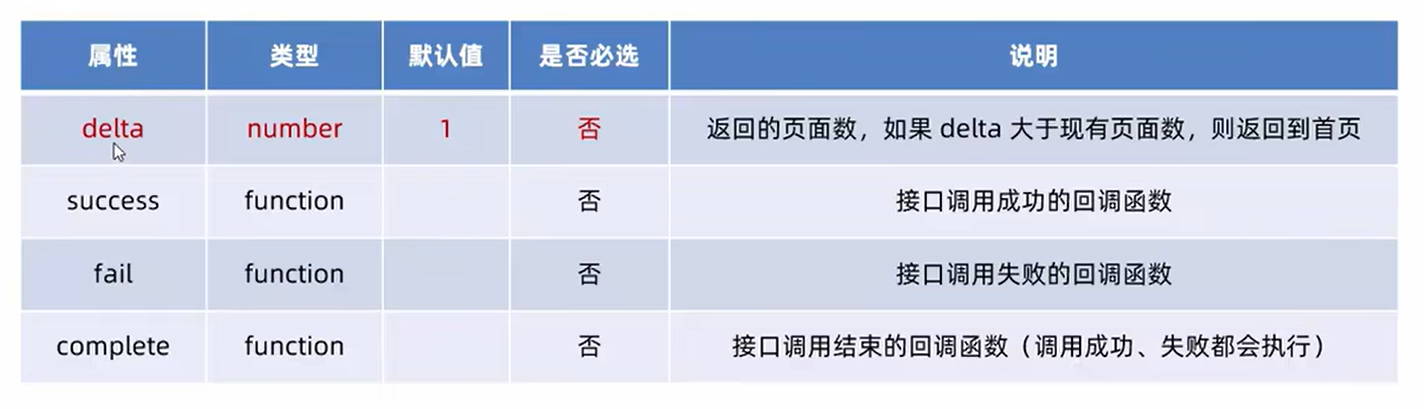 属性 类型 默认值 是否必选 说明
delta number 1 否 返回的页面数，如果 delta 大于现有页面数，则返回到首页
success function 否 接口调用成功的回调函数
fail function 否 接口调用失败的回调函数
complete function 否 接口调用结束的回调函数（调用成功、失败都会执行）